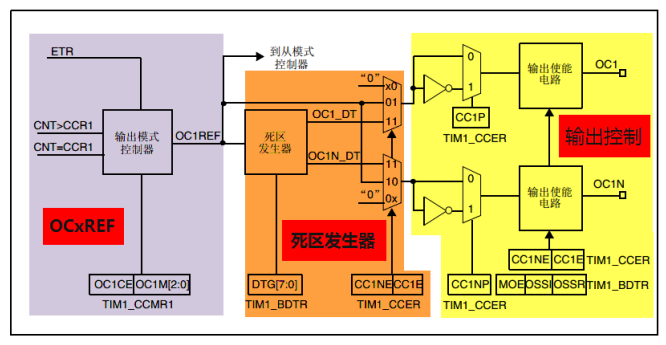 ETR
CNT>CCR1
CNT=CCR1
输出模式
控制器
OC1REF
OCxREF
OC1CE OC1M[2:0]
TIM1_CCMR1
到从模式
控制器
死区
发生器
OC1_DT
OC1N_DT
“0”
x0
01
11
11
10
0x
“0”
死区发生器
DTG[7:0]
TIM1_BDTR
CC1NE CC1E
TIM1_CCER
0
1
CC1P
TIM1_CCER
输出使能
电路
OC1
输出控制
0
1
输出使能
电路
OC1N
CC1NP
TIM1_CCER
CC1NE CC1E TIM1_CCER
MOE OSSI OSSR TIM1_BDTR